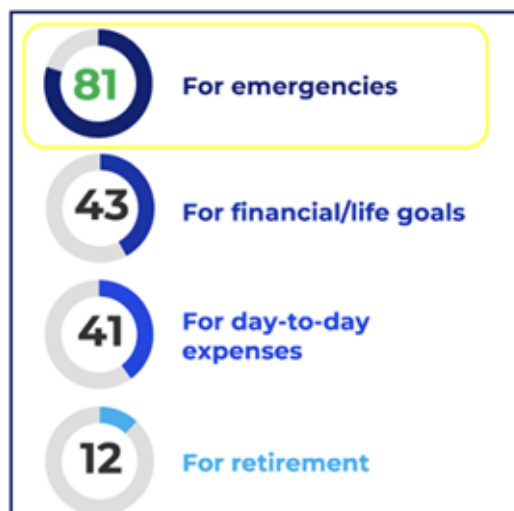 81 For emergencies
43 For financial/life goals
41 For day-to-day
expenses
12 For retirement